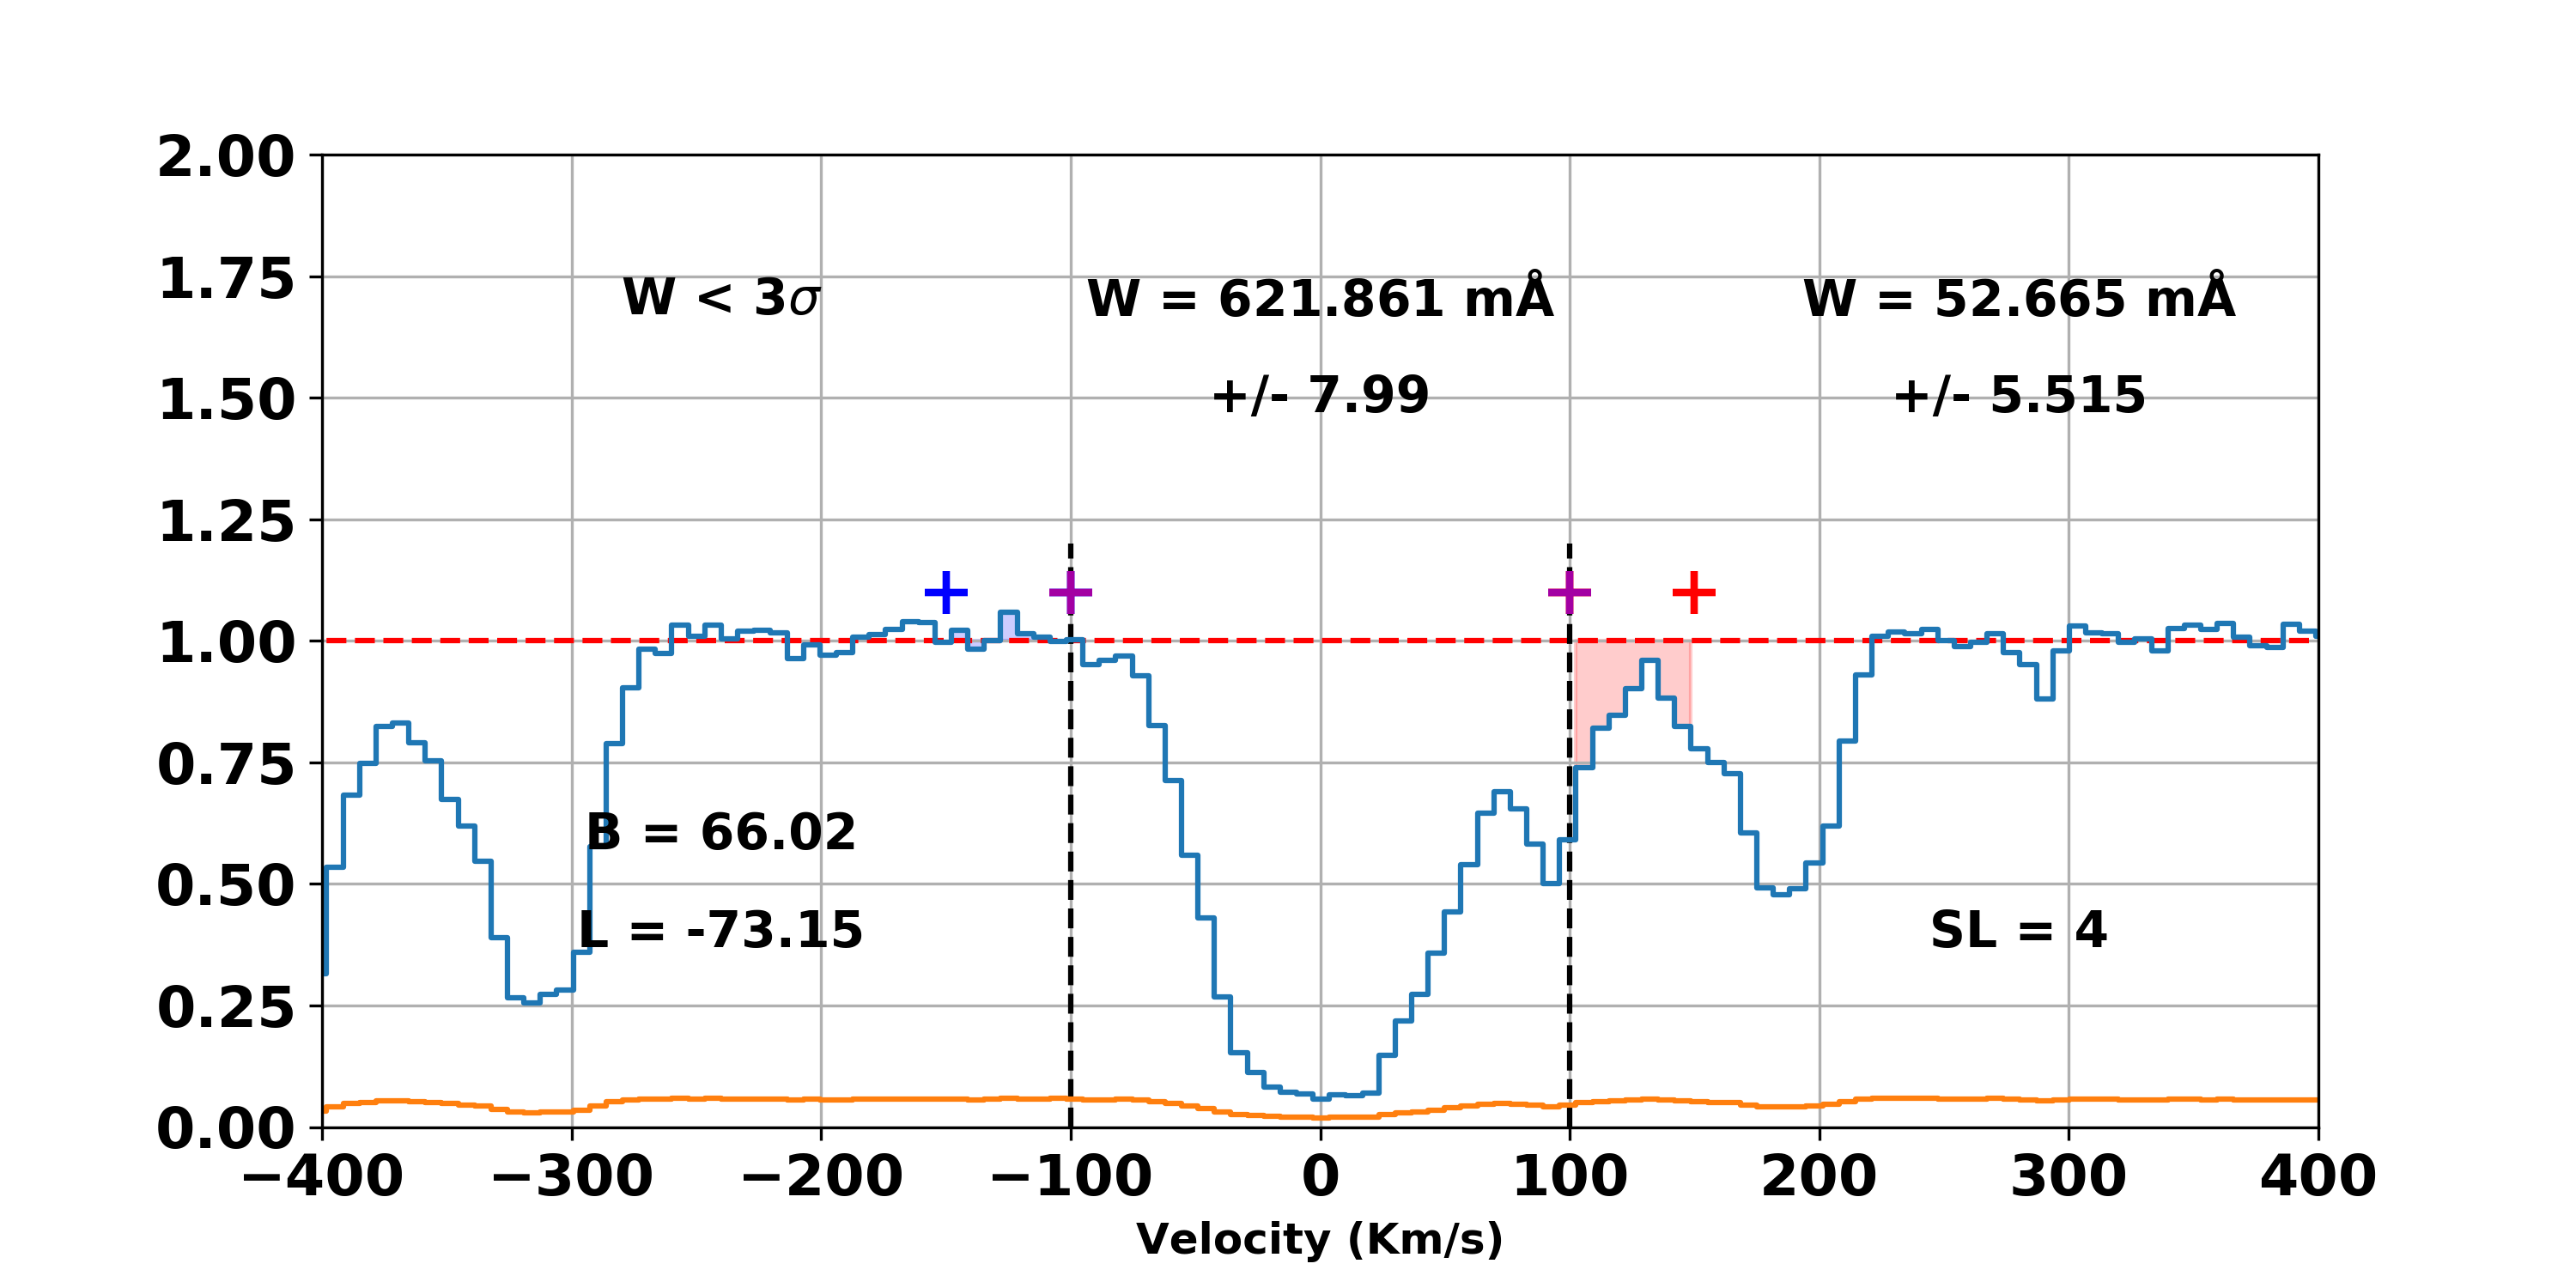 2.00
1.75
1.50
1.25
1.00
0.75
0.50
0.25
0.00
W < 3σ
W = 621.861 mÅ
+/- 7.99
W = 52.665 mÅ
+/- 5.515
B = 66.02
L = -73.15
SL = 4
−400 −300 −200 −100 0 100 200 300 400
Velocity (Km/s)